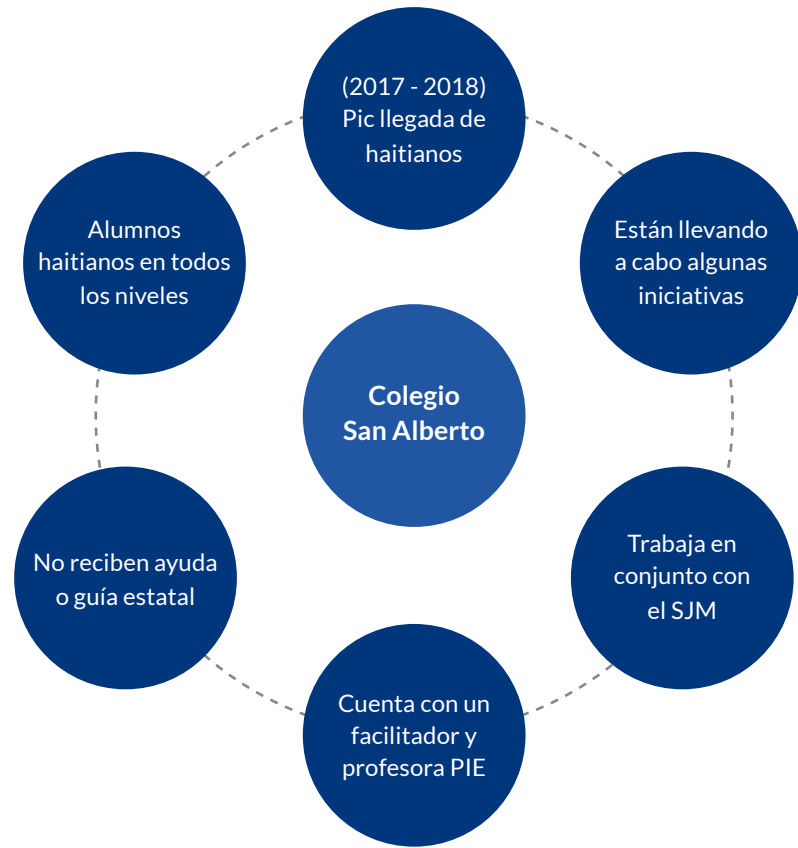 (2017 - 2018)
Pic llegada de
haitianos
Están llevando
a cabo algunas
iniciativas
Trabaja en
conjunto con
el SJM
Cuenta con un
facilitador y
profesora PIE
No reciben ayuda
o guía estatal
Alumnos
haitianos en todos
los niveles
Colegio
San Alberto